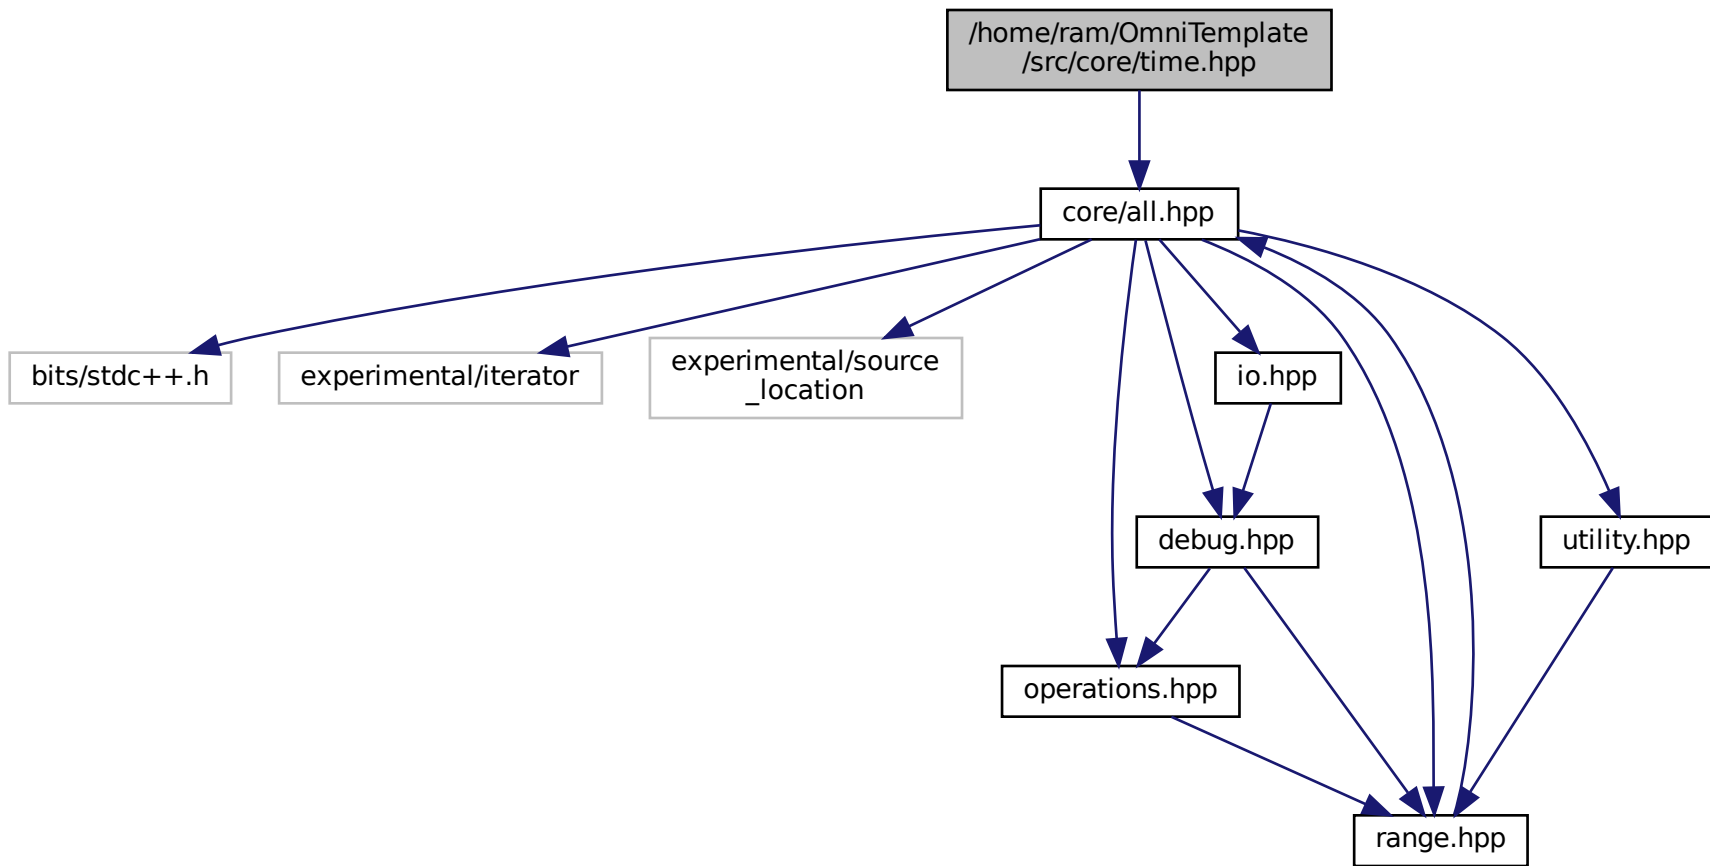 /home/ram/OmniTemplate
/src/core/time.hpp
core/all.hpp
bits/stdc++.h
experimental/iterator
experimental/source
_location
io.hpp
debug.hpp
utility.hpp
operations.hpp
range.hpp